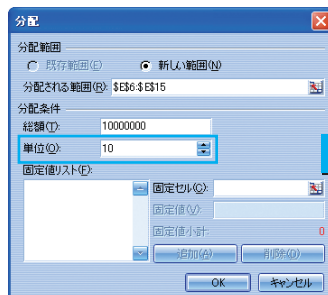 分配
分配範囲
既存範囲(E) 新しい範囲(N)
分配される範囲(R): $E$6:$E$15
分配条件
総額(T): 10000000
単位(O): 10
固定値リスト(F):
固定セル(C):
固定値(V):
固定値小計: 0
追加(A) 削除(D)
OK キャンセル